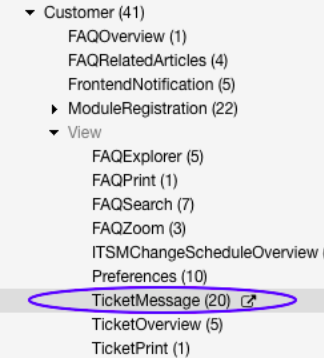 Customer (41)
FAQOverview (1)
FAQRelatedArticles (4)
FrontendNotification (5)
ModuleRegistration (22)
View
FAQExplorer (5)
FAQPrint (1)
FAQSearch (7)
FAQZoom (3)
ITSMChangeScheduleOverview (
Preferences (10)
TicketMessage (20)
TicketOverview (5)
TicketPrint (1)